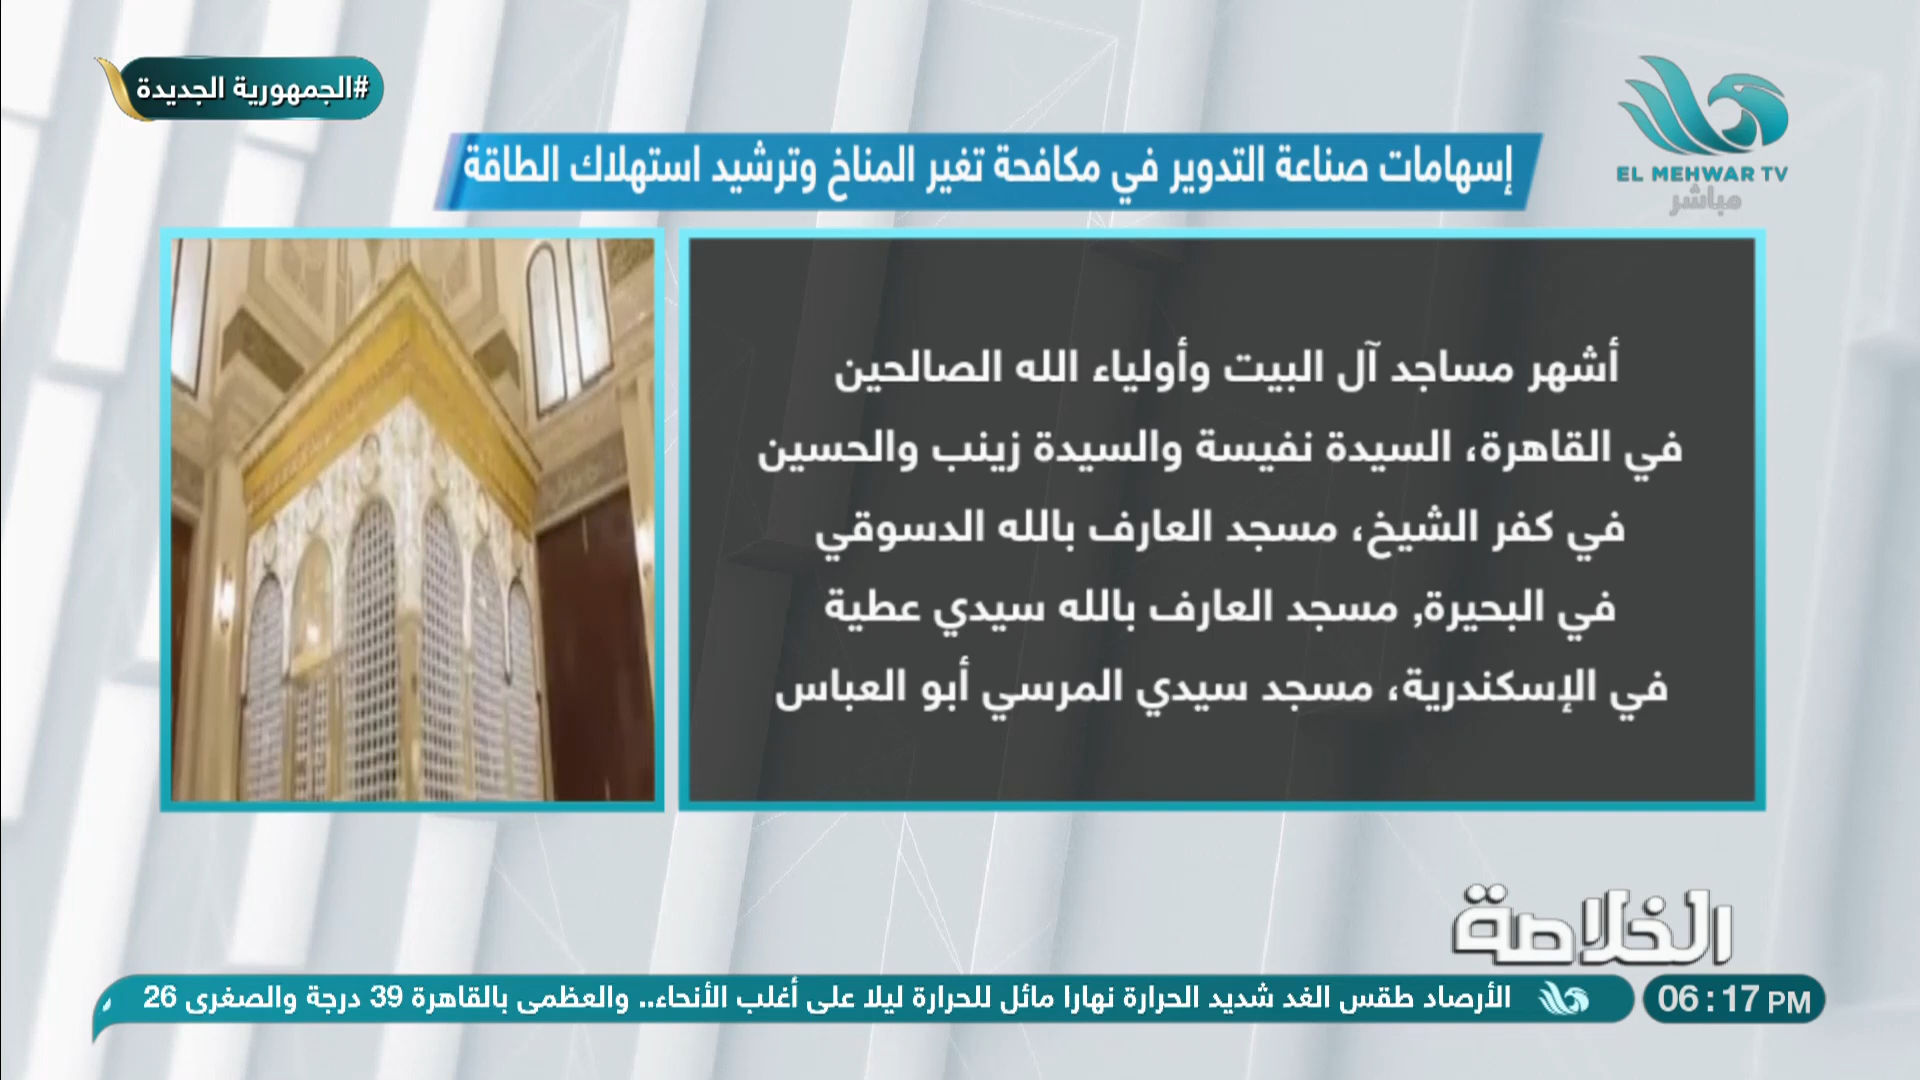 #الجمهورية الجديدة
EL MEHWAR TV
مباشر
إسهامات صناعة التدوير في مكافحة تغير المناخ وترشيد استهلاك الطاقة
أشهر مساجد آل البيت وأولياء الله الصالحين
في القاهرة، السيدة نفيسة والسيدة زينب والحسين
في كفر الشيخ، مسجد العارف بالله الدسوقي
في البحيرة, مسجد العارف بالله سيدي عطية
في الإسكندرية، مسجد سيدي المرسي أبو العباس
الخلاصة
06:17 PM
الأرصاد طقس الغد شديد الحرارة نهارا مائل للحرارة ليلا على أغلب الأنحاء.. والعظمى بالقاهرة 39 درجة والصغرى 26